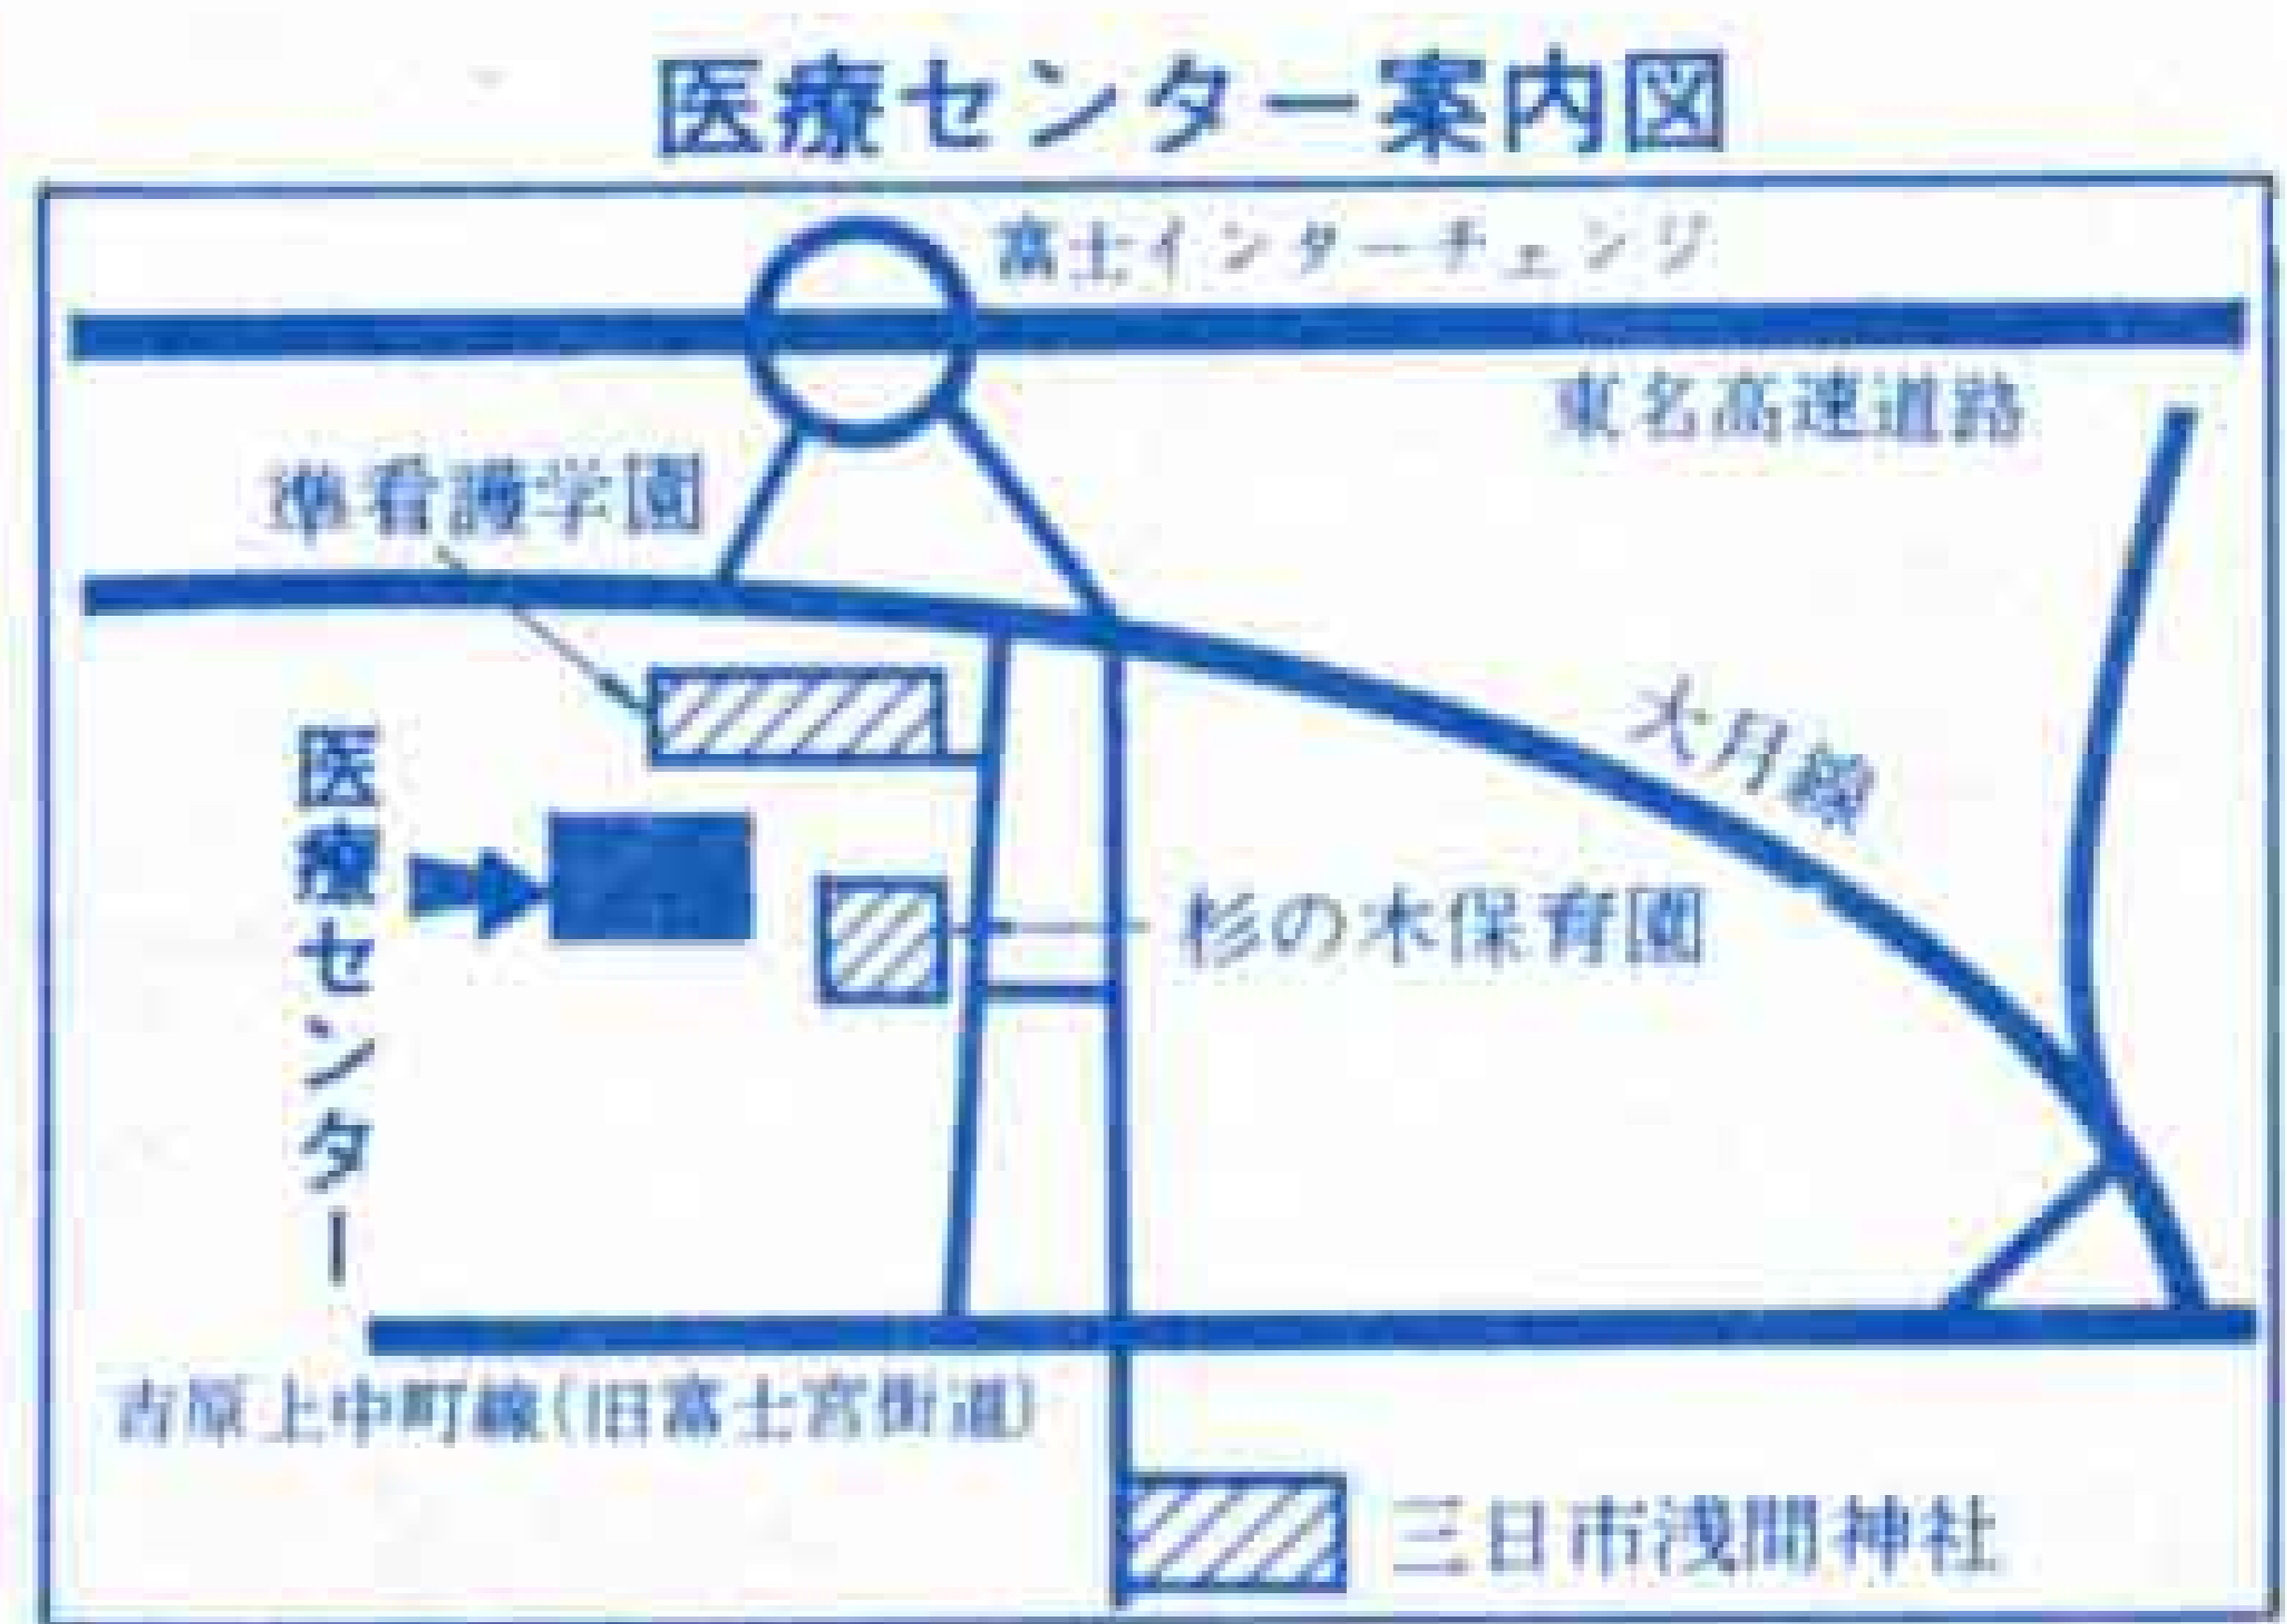 医療センター案内図
富士インターチェンジ
東名高速道路
準看護学園
大月線
医療センター
杉の木保育園
吉原上中町線(旧富士宮街道)
三日市浅間神社